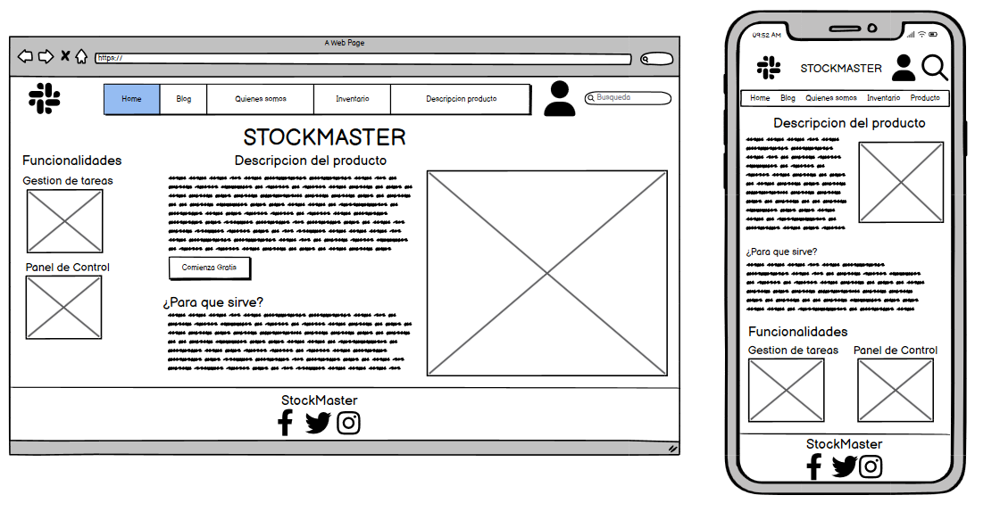 A Web Page
https://
Home Blog Quienes somos Inventario Descripcion producto
Busqueda
STOCKMASTER
Funcionalidades
Gestion de tareas
Panel de Control
Descripcion del producto
Comienza Gratis
¿Para que sirve?
StockMaster
09:52 AM
STOCKMASTER
Home Blog Quienes somos Inventario Producto
Descripcion del producto
¿Para que sirve?
Funcionalidades
Gestion de tareas Panel de Control
StockMaster